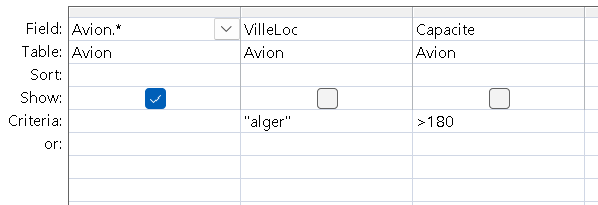 Field: Avion.* VilleLoc Capacite
Table: Avion Avion Avion
Sort:
Show:
Criteria: "alger" >180
or: